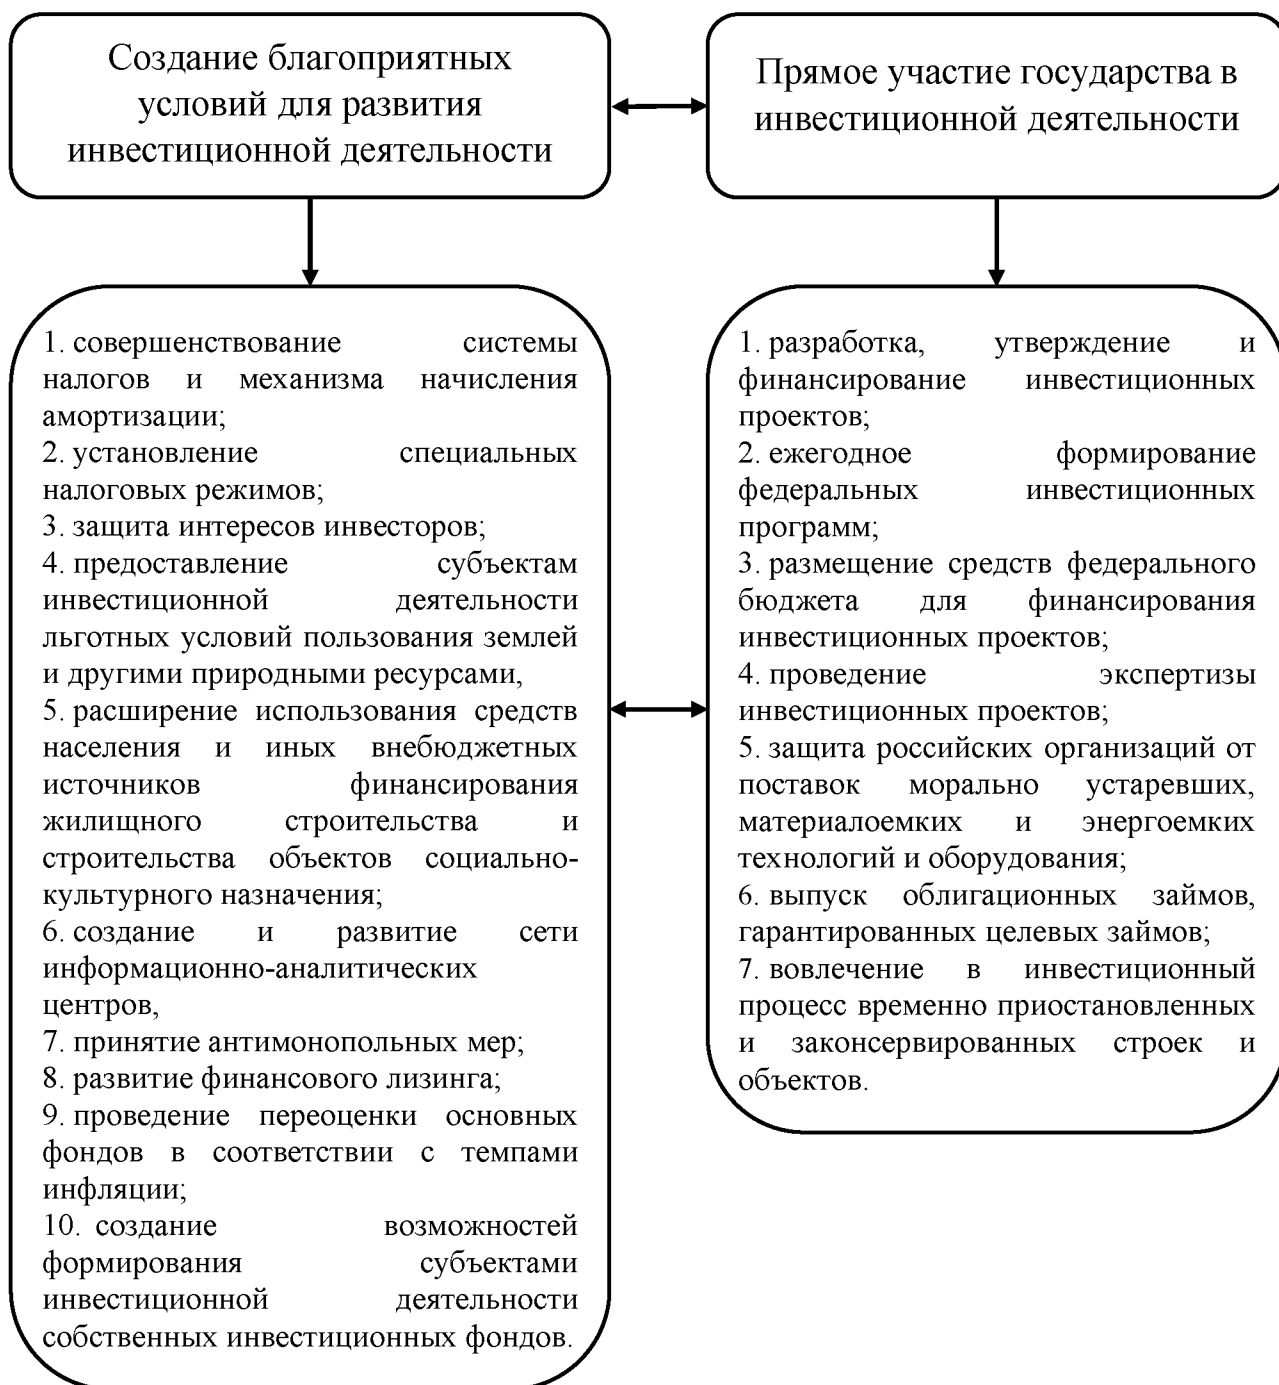 Создание благоприятных
условий для развития
инвестиционной деятельности
Прямое участие государства в
инвестиционной деятельности
1. совершенствование системы
налогов и механизма начисления
амортизации;
2. установление специальных
налоговых режимов;
3. защита интересов инвесторов;
4. предоставление субъектам
инвестиционной деятельности
льготных условий пользования землей
и другими природными ресурсами,
5. расширение использования средств
населения и иных внебюджетных
источников финансирования
жилищного строительства и
строительства объектов социально-
культурного назначения;
6. создание и развитие сети
информационно-аналитических
центров,
7. принятие антимонопольных мер;
8. развитие финансового лизинга;
9. проведение переоценки основных
фондов в соответствии с темпами
инфляции;
10. создание возможностей
формирования субъектами
инвестиционной деятельности
собственных инвестиционных фондов.
1. разработка, утверждение и
финансирование инвестиционных
проектов;
2. ежегодное формирование
федеральных инвестиционных
программ;
3. размещение средств федерального
бюджета для финансирования
инвестиционных проектов;
4. проведение экспертизы
инвестиционных проектов;
5. защита российских организаций от
поставок морально устаревших,
материалоемких и энергоемких
технологий и оборудования;
6. выпуск облигационных займов,
гарантированных целевых займов;
7. вовлечение в инвестиционный
процесс временно приостановленных
и законсервированных строек и
объектов.